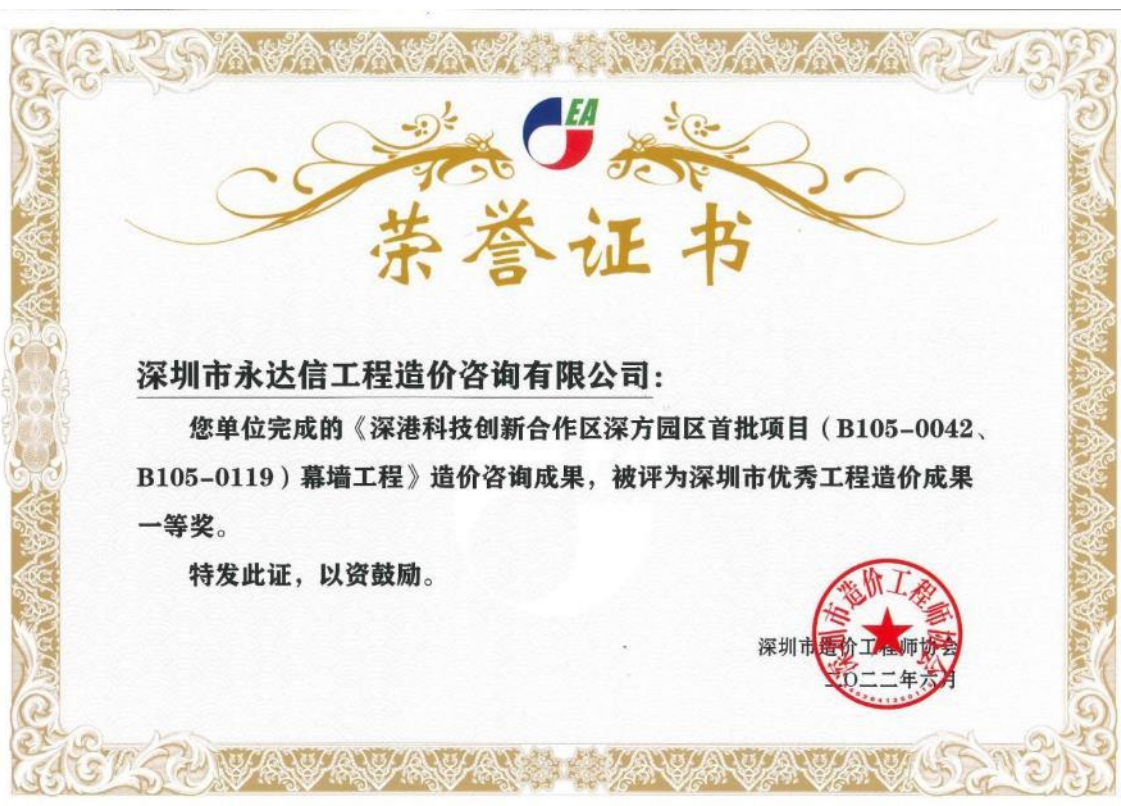 EA
荣誉证书
深圳市永达信工程造价咨询有限公司：
您单位完成的《深港科技创新合作区深方园区首批项目（B105-0042、
B105-0119）幕墙工程》造价咨询成果，被评为深圳市优秀工程造价成果
一等奖。
特发此证，以资鼓励。
深圳市造价工程师协会
二〇二二年六月
深圳市造价工程师协会